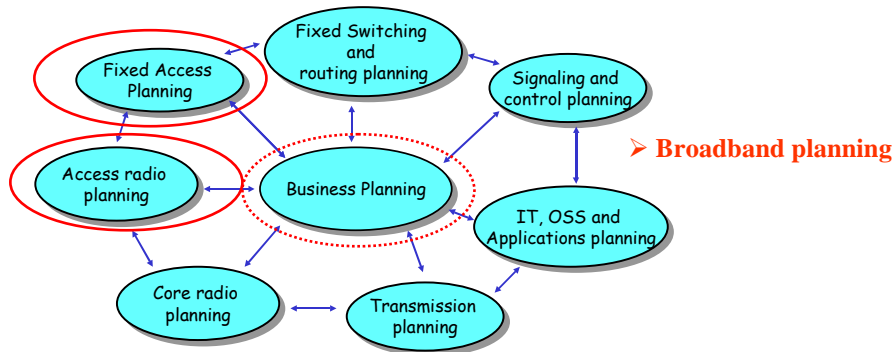 Fixed Switching
and
routing planning
Fixed Access
Planning
Signaling and
control planning
➢ Broadband planning
Access radio
planning
Business Planning
IT, OSS and
Applications planning
Core radio
planning
Transmission
planning